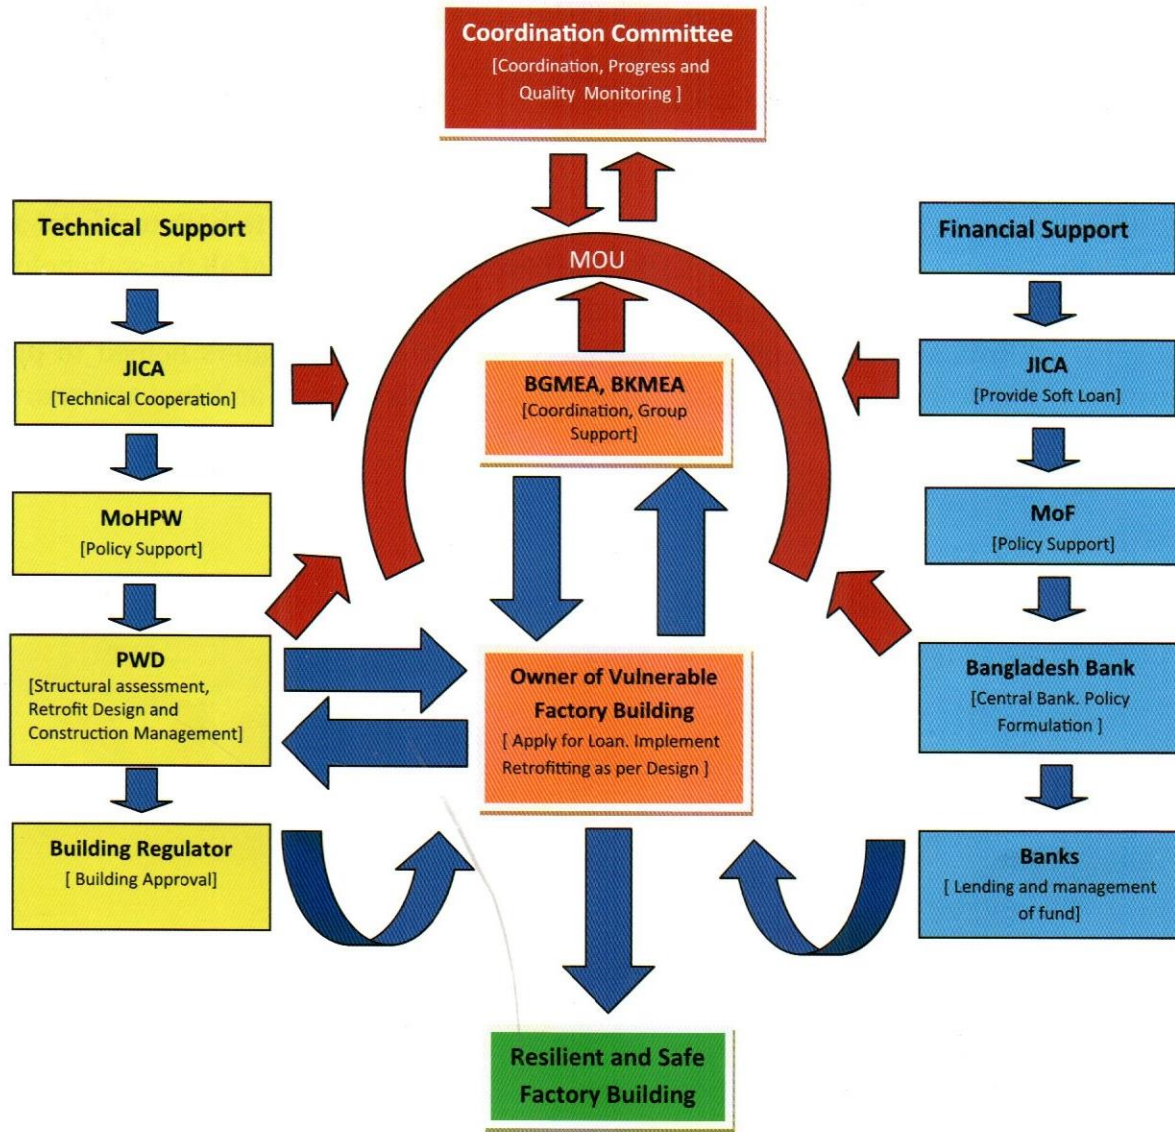 Coordination Committee
[Coordination, Progress and
Quality Monitoring ]
Technical Support
Financial Support
MOU
JICA
[Technical Cooperation]
BGMEA, BKMEA
[Coordination, Group
Support]
JICA
[Provide Soft Loan]
MoHPW
[Policy Support]
MoF
[Policy Support]
PWD
[Structural assessment,
Retrofit Design and
Construction Management]
Owner of Vulnerable
Factory Building
[ Apply for Loan. Implement
Retrofitting as per Design ]
Bangladesh Bank
[Central Bank. Policy
Formulation ]
Building Regulator
[ Building Approval]
Banks
[ Lending and management
of fund]
Resilient and Safe
Factory Building